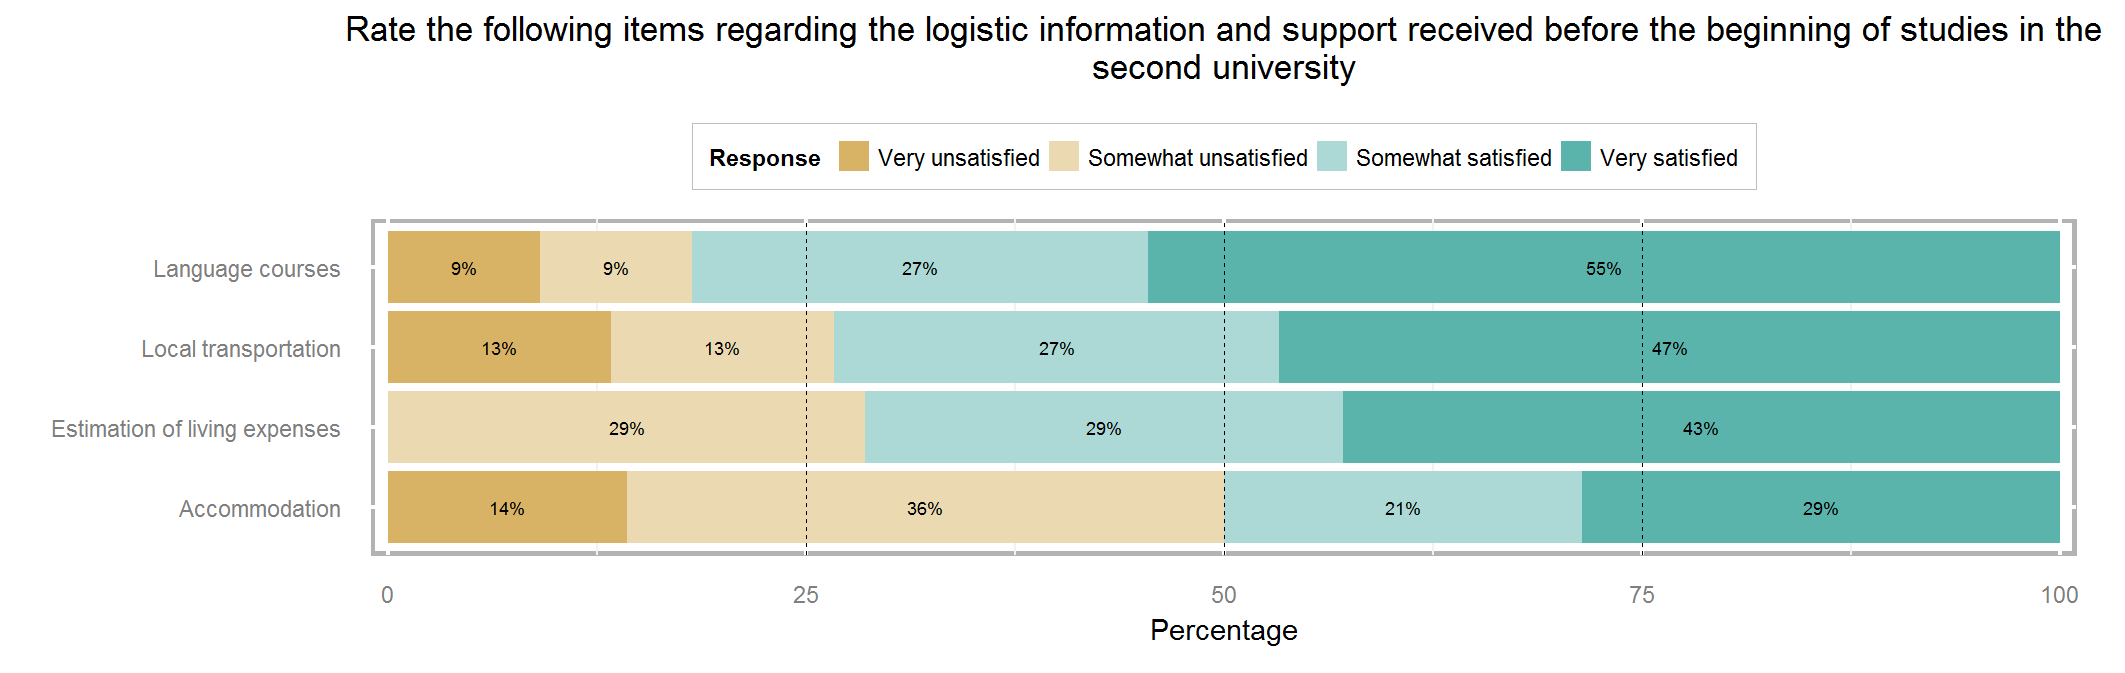 Rate the following items regarding the logistic information and support received before the beginning of studies in the
second university
Response Very unsatisfied Somewhat unsatisfied Somewhat satisfied Very satisfied
Language courses 9% 9% 27% 55%
Local transportation 13% 13% 27% 47%
Estimation of living expenses 29% 29% 43%
Accommodation 14% 36% 21% 29%
0 25 50 75 100
Percentage